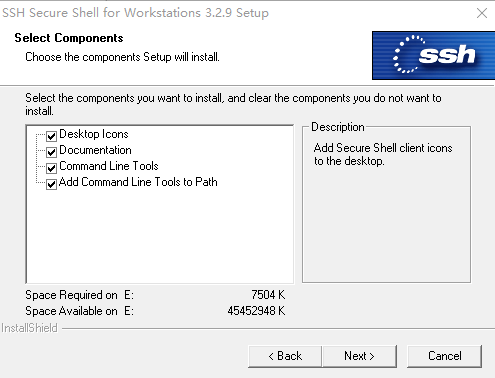 SSH Secure Shell for Workstations 3.2.9 Setup
Select Components
Choose the components Setup will install.
ssh
Select the components you want to install, and clear the components you do not want to
install.
Desktop Icons
Documentation
Command Line Tools
Add Command Line Tools to Path
Description
Add Secure Shell client icons
to the desktop.
Space Required on E: 7504 K
Space Available on E: 45452948 K
InstallShield
< Back Next > Cancel